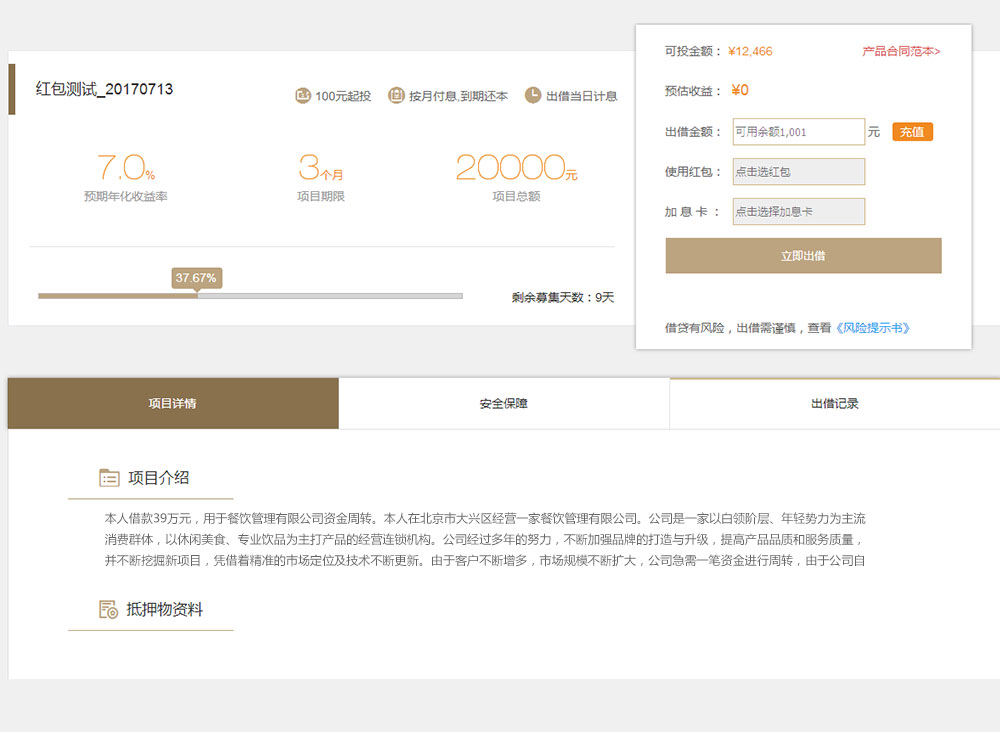 红包测试_20170713
100元起投
按月付息,到期还本
出借当日计息
7.0%
预期年化收益率
3个月
项目期限
20000元
项目总额
37.67%
剩余募集天数：9天
可投金额： ¥12,466
产品合同范本>
预估收益： ¥0
出借金额： 可用余额1,001 元 充值
使用红包： 点击选红包
加 息 卡 ： 点击选择加息卡
立即出借
借贷有风险，出借需谨慎，查看《风险提示书》
项目详情
安全保障
出借记录
项目介绍
本人借款39万元，用于餐饮管理有限公司资金周转。本人在北京市大兴区经营一家餐饮管理有限公司。公司是一家以白领阶层、年轻势力为主流
消费群体，以休闲美食、专业饮品为主打产品的经营连锁机构。公司经过多年的努力，不断加强品牌的打造与升级，提高产品品质和服务质量，
并不断挖掘新项目，凭借着精准的市场定位及技术不断更新。由于客户不断增多，市场规模不断扩大，公司急需一笔资金进行周转，由于公司自
抵押物资料